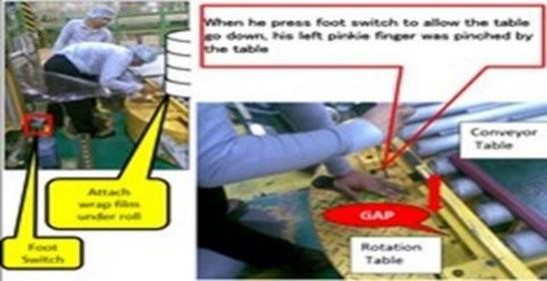 When he press foot switch to allow the table
go down, his left pinkie finger was pinched by
the table
Conveyor
Table
Attach
wrap film
under roll
GAP
Foot
Switch
Rotation
Table